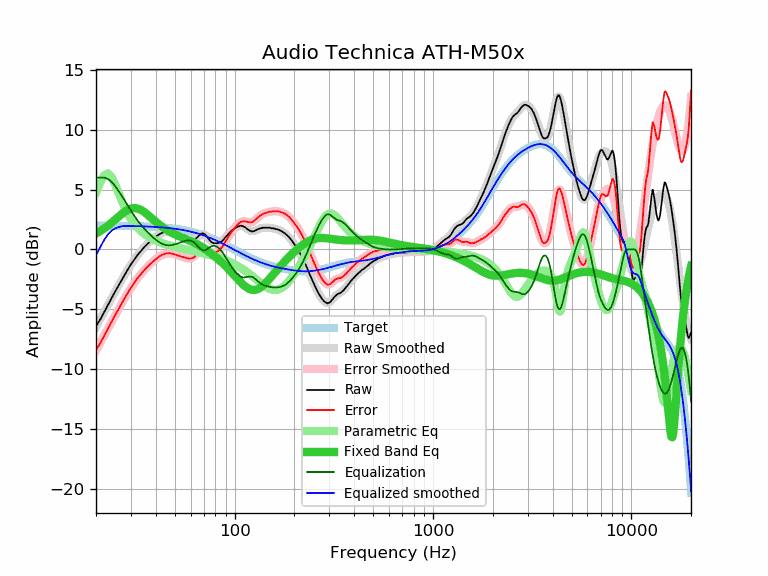 Audio Technica ATH-M50x
15
10
5
0
−5
−10
−15
−20
Amplitude (dBr)
Target
Raw Smoothed
Error Smoothed
Raw
Error
Parametric Eq
Fixed Band Eq
Equalization
Equalized smoothed
100
1000
10000
Frequency (Hz)